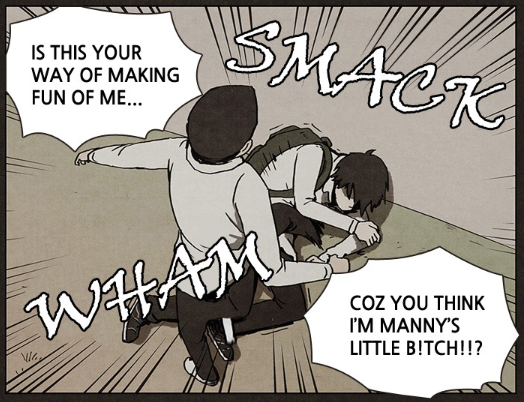 IS THIS YOUR
WAY OF MAKING
FUN OF ME...
SMACK
WHAM
COZ YOU THINK
I'M MANNY'S
LITTLE B!TCH!!?